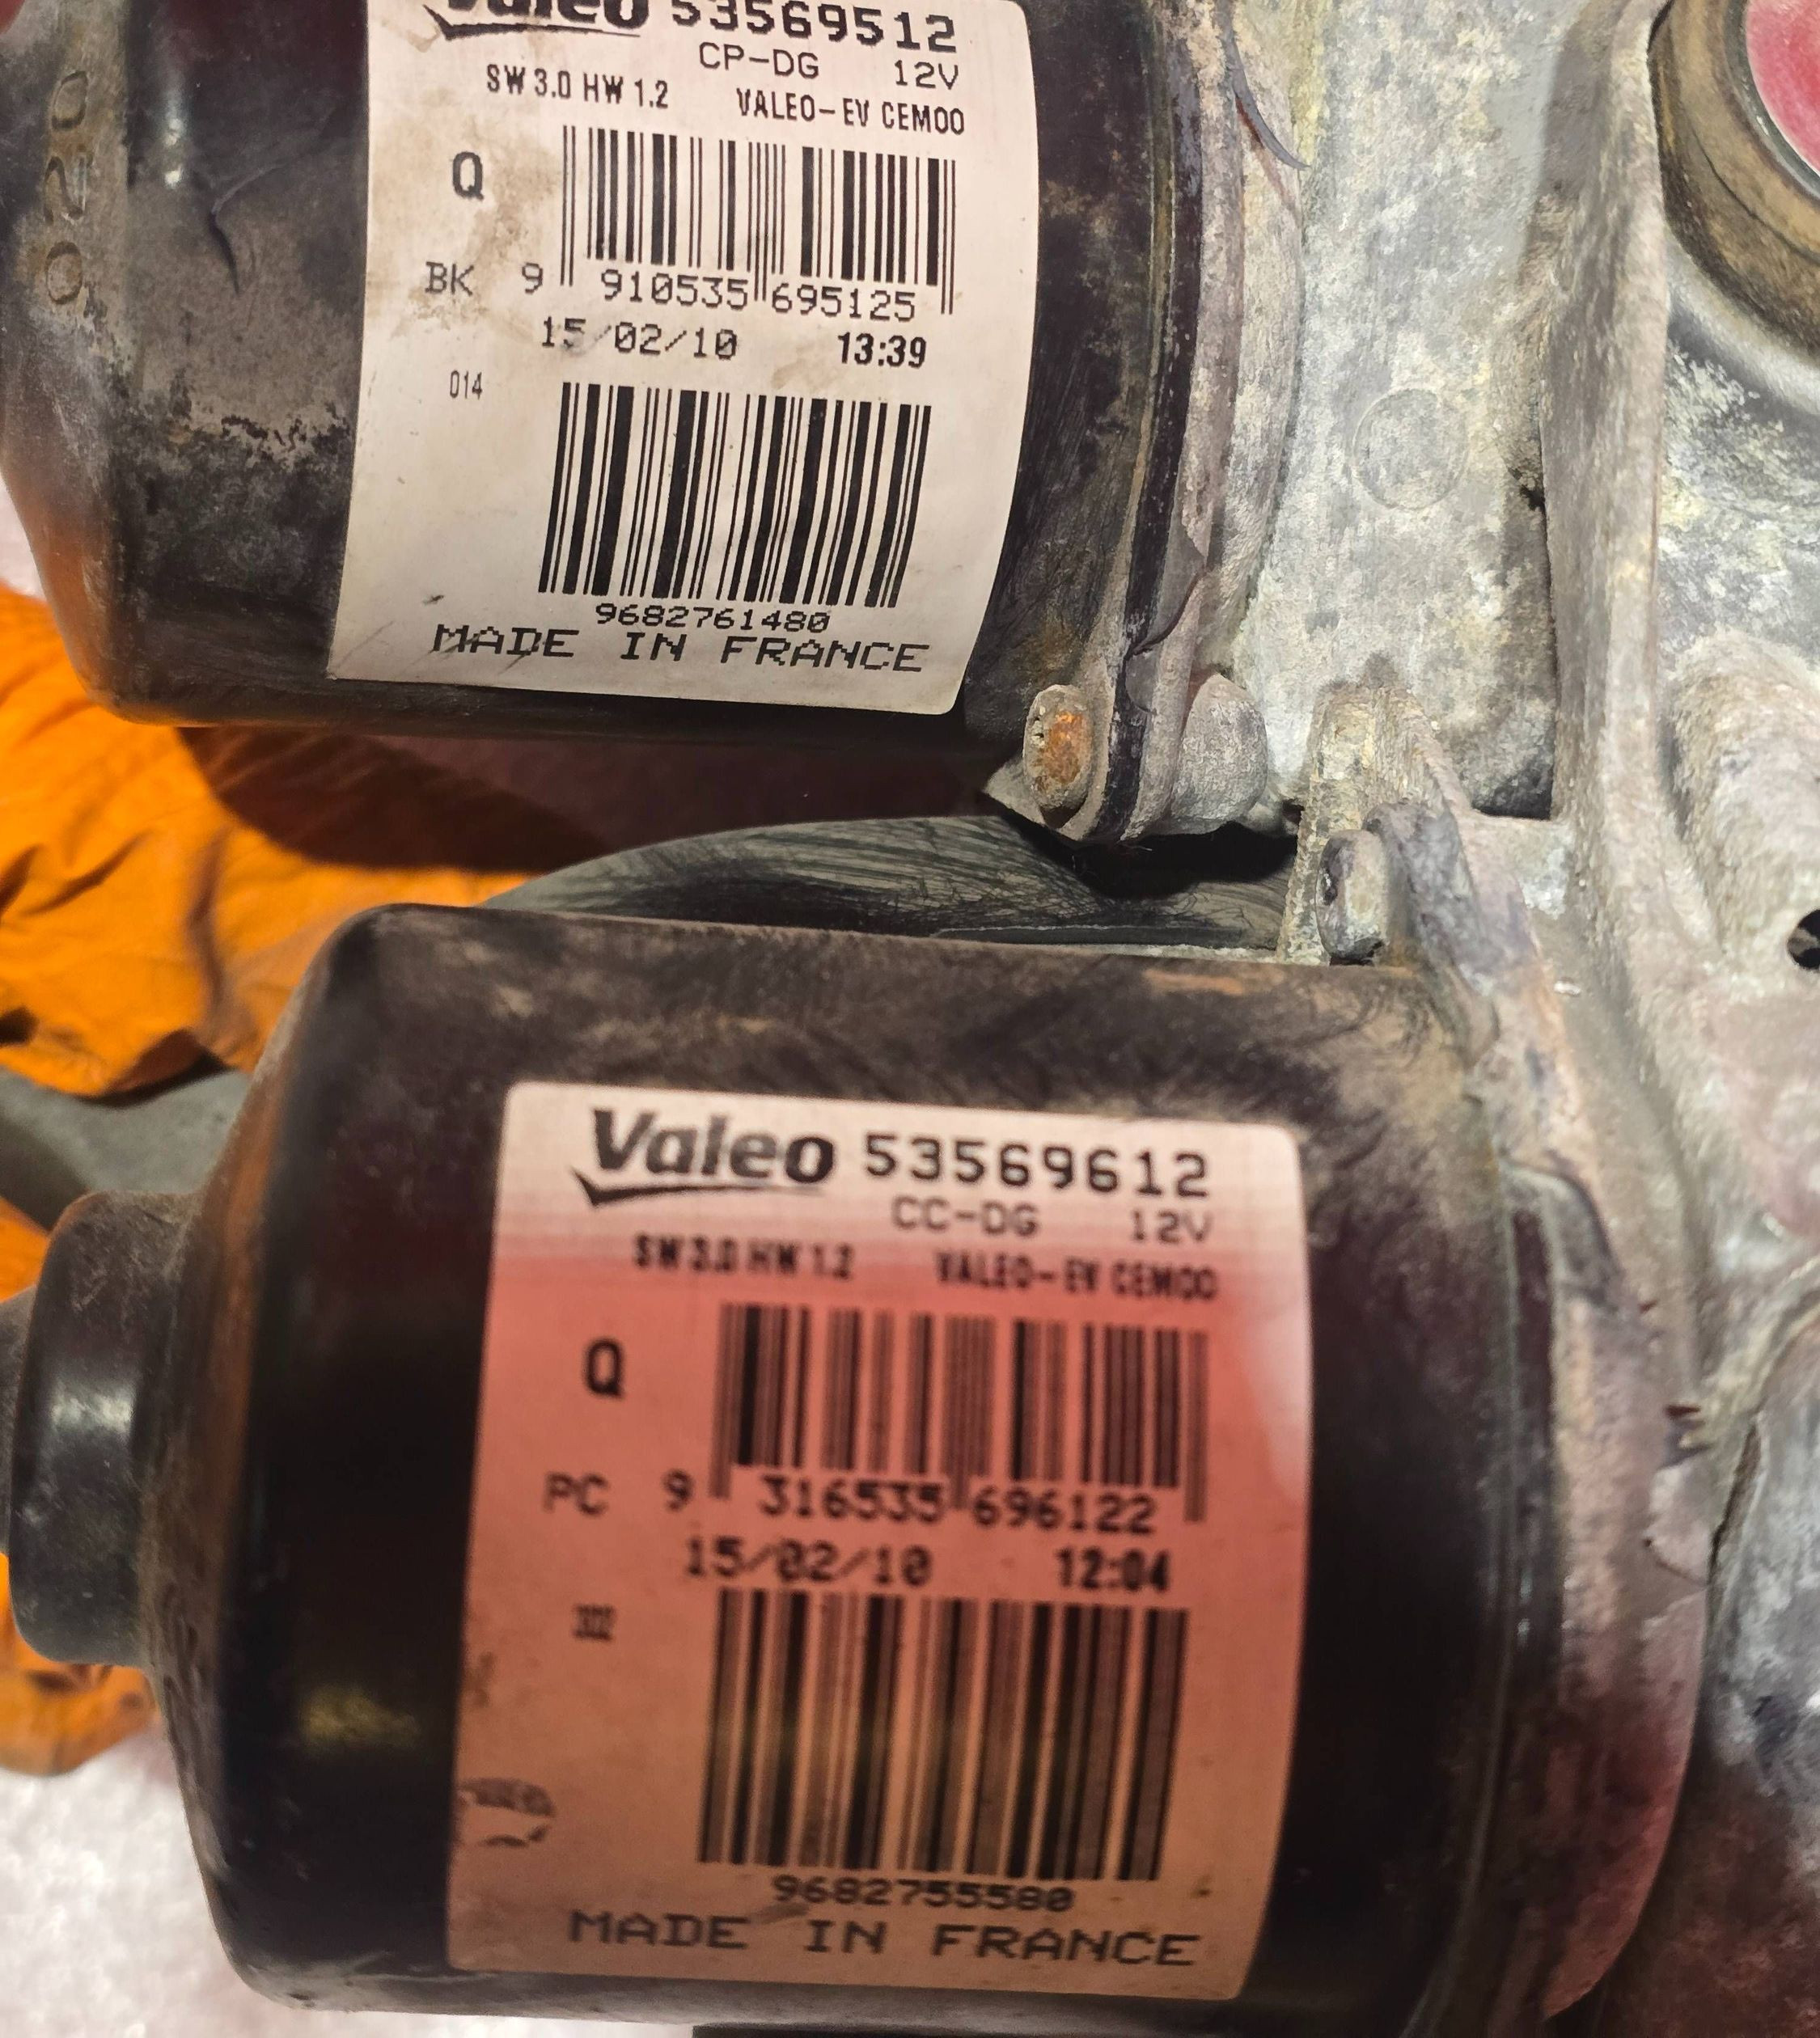 Valeo 53569512
CP-DG 12V
SW 3.0 HW 1.2 VALEO-EV CEMOO
Q
BK 9 910535 695125
15/02/10 13:39
014
9682761480
MADE IN FRANCE
020
Valeo 53569612
CC-DG 12V
SW 3.0 HW 1.2 VALEO-EV CEMOO
Q
PC 9 316535 696122
15/02/10 12:04
9682755580
MADE IN FRANCE